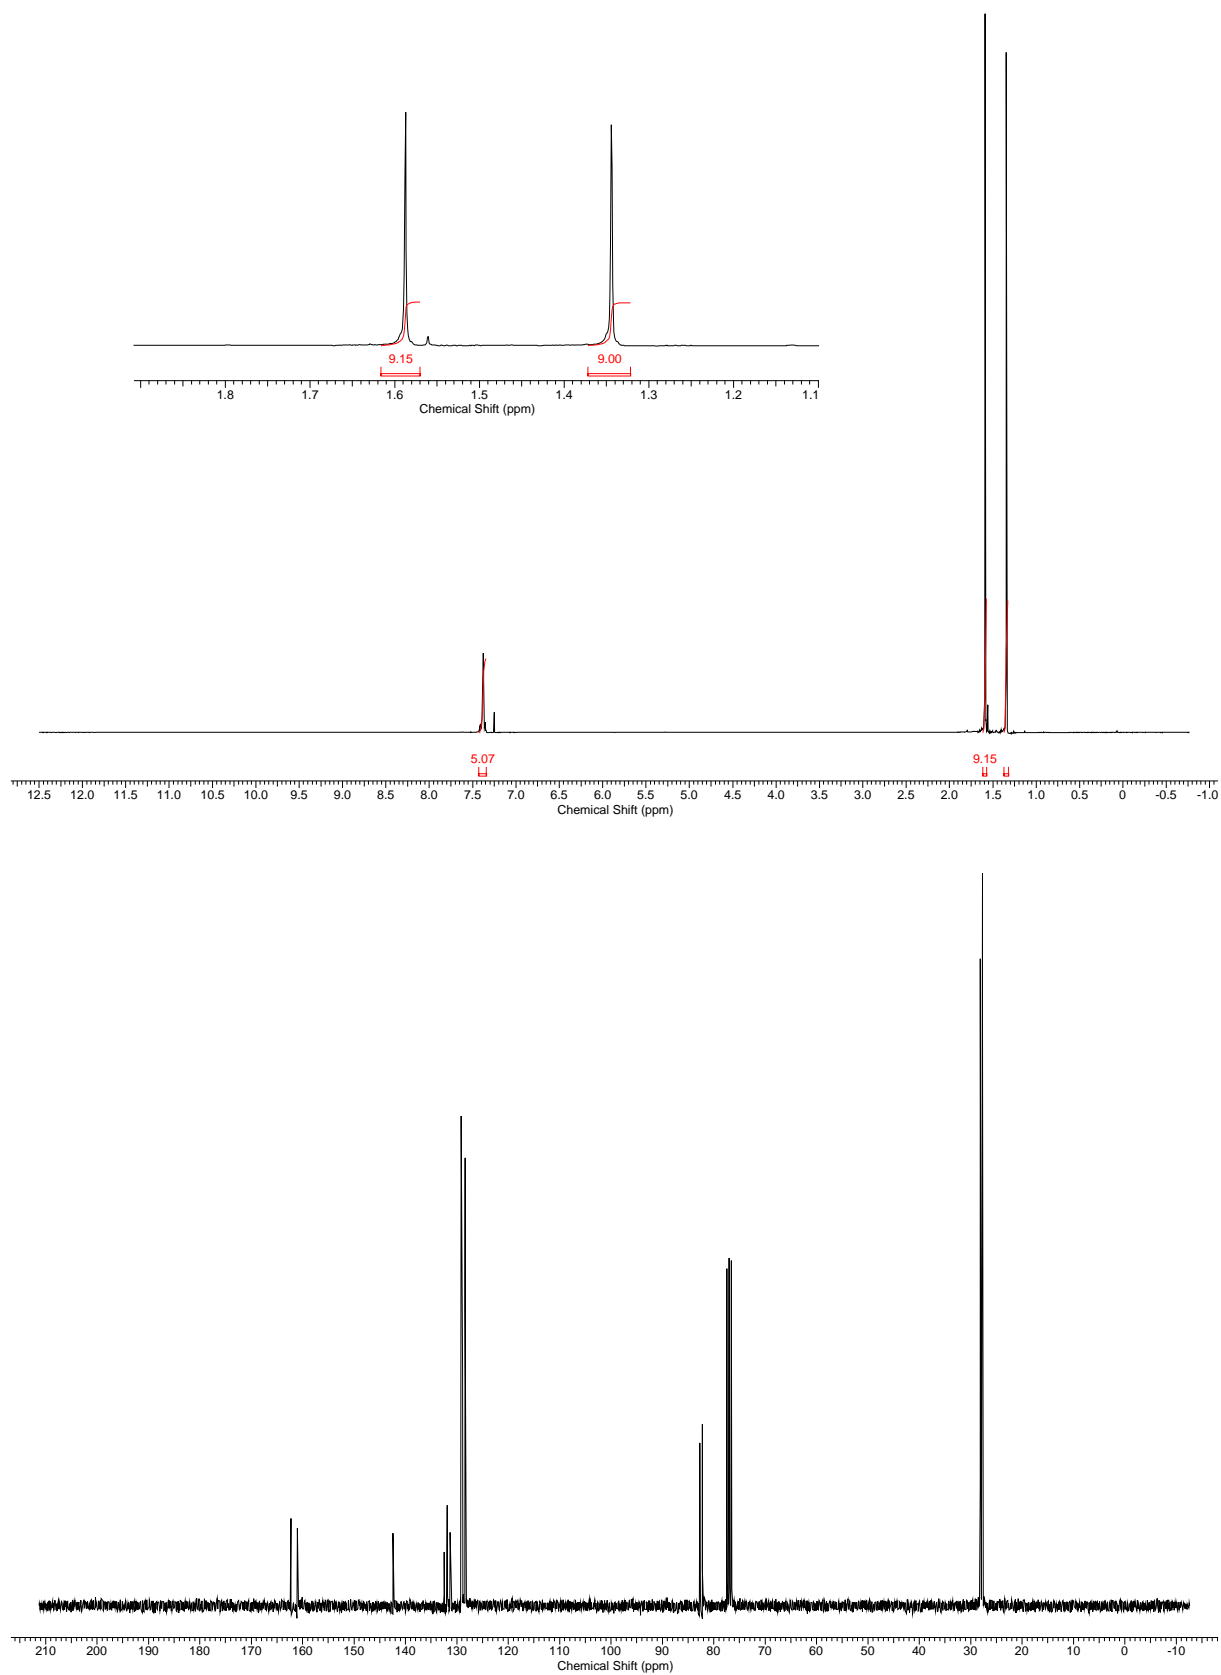 9.15 9.00
1.8 1.7 1.6 1.5 1.4 1.3 1.2 1.1
Chemical Shift (ppm)
5.07 9.15
12.5 12.0 11.5 11.0 10.5 10.0 9.5 9.0 8.5 8.0 7.5 7.0 6.5 6.0 5.5 5.0 4.5 4.0 3.5 3.0 2.5 2.0 1.5 1.0 0.5 0 -0.5 -1.0
Chemical Shift (ppm)
210 200 190 180 170 160 150 140 130 120 110 100 90 80 70 60 50 40 30 20 10 0 -10
Chemical Shift (ppm)